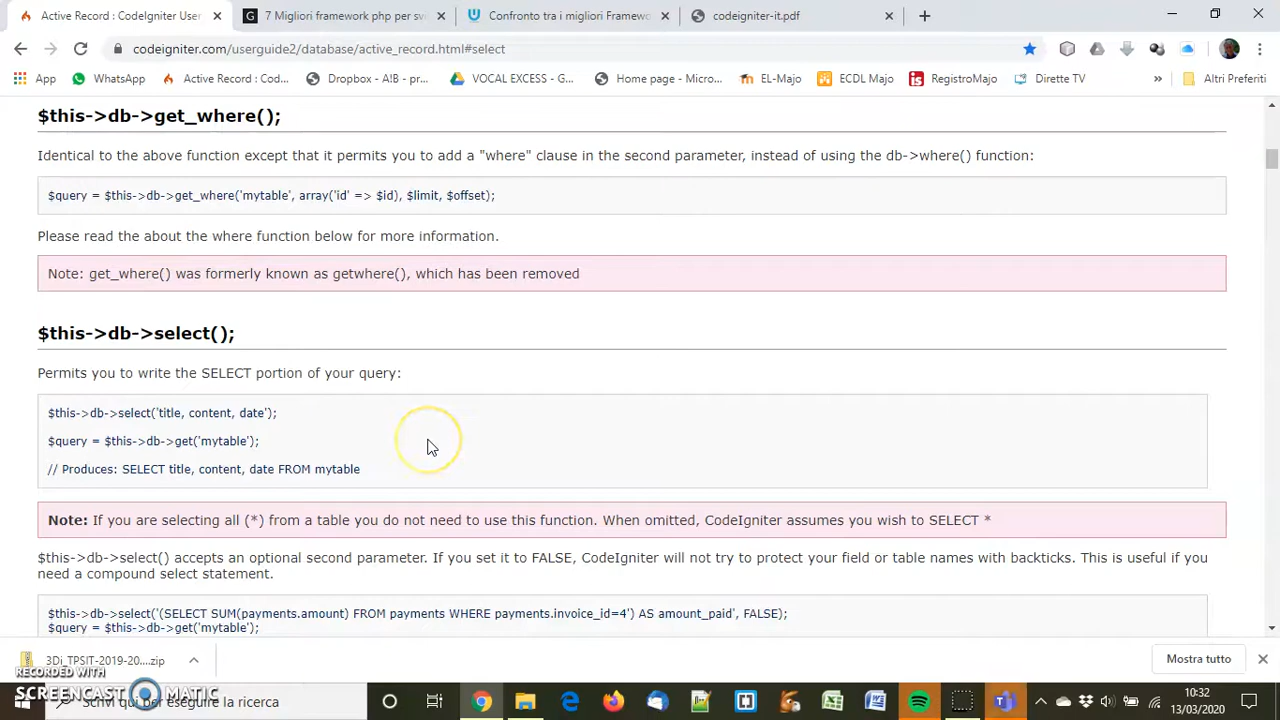 Active Record : CodeIgniter User
7 Migliori framework php per sv
Confronto tra i migliori Framew
codeigniter-it.pdf
codeigniter.com/userguide2/database/active_record.html#select
App
WhatsApp
Active Record : Cod...
Dropbox - AIB - pr...
VOCAL EXCESS - G...
Home page - Micro...
EL-Majo
ECDL Majo
RegistroMajo
Dirette TV
»
Altri Preferiti
$this->db->get_where();
Identical to the above function except that it permits you to add a "where" clause in the second parameter, instead of using the db->where() function:
$query = $this->db->get_where('mytable', array('id' => $id), $limit, $offset);
Please read the about the where function below for more information.
Note: get_where() was formerly known as getwhere(), which has been removed
$this->db->select();
Permits you to write the SELECT portion of your query:
$this->db->select('title, content, date');
$query = $this->db->get('mytable');
// Produces: SELECT title, content, date FROM mytable
Note: If you are selecting all (*) from a table you do not need to use this function. When omitted, CodeIgniter assumes you wish to SELECT *
$this->db->select() accepts an optional second parameter. If you set it to FALSE, CodeIgniter will not try to protect your field or table names with backticks. This is useful if you
need a compound select statement.
$this->db->select('(SELECT SUM(payments.amount) FROM payments WHERE payments.invoice_id=4') AS amount_paid', FALSE);
$query = $this->db->get('mytable');
3Di_TPSIT-2019-20....zip
Mostra tutto
RECORDED WITH
SCREENCAST MATIC
Scrivi qui per eseguire la ricerca
10:32
13/03/2020